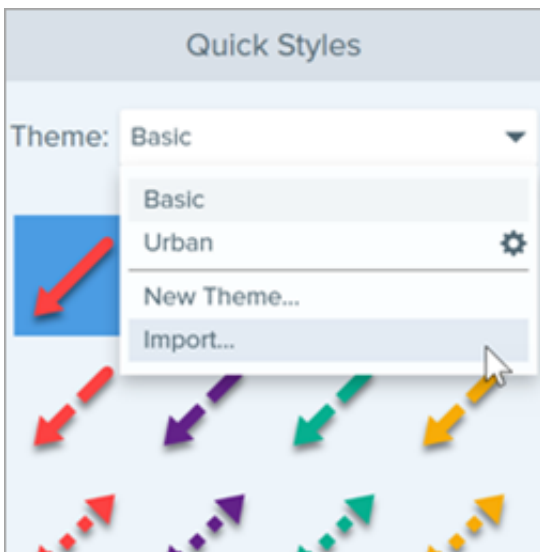 Quick Styles
Theme: Basic
Basic
Urban
New Theme...
Import...